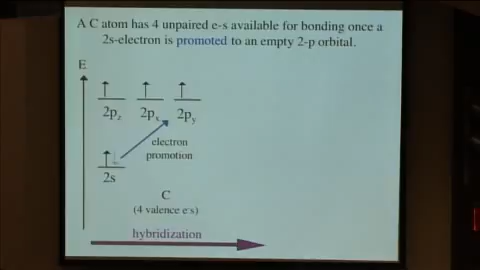 A C atom has 4 unpaired e-s available for bonding once a
2s-electron is promoted to an empty 2-p orbital.
E
2pz 2px 2py
electron
promotion
2s
C
(4 valence e-s)
hybridization